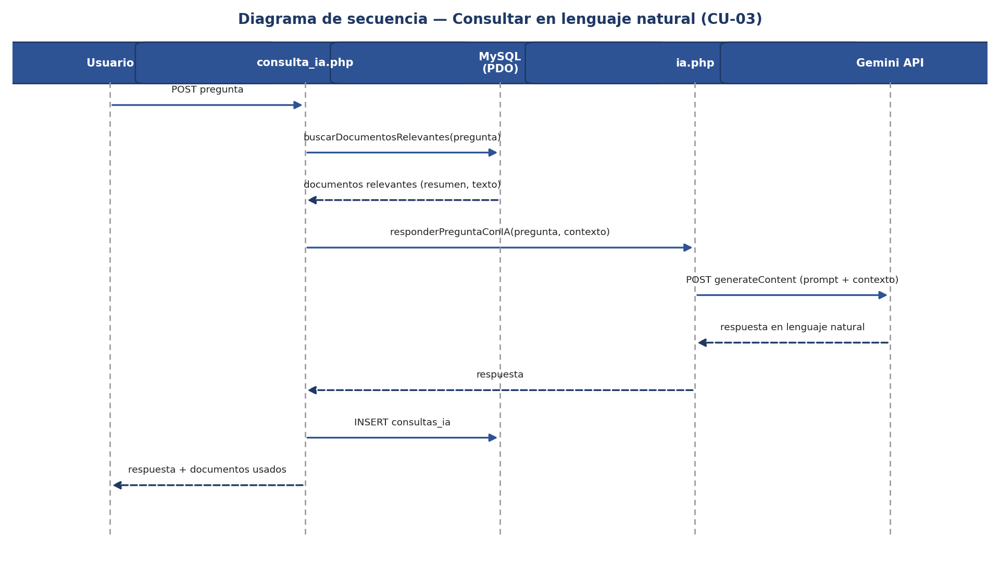 Diagrama de secuencia — Consultar en lenguaje natural (CU-03)
Usuario
consulta_ia.php
MySQL
(PDO)
ia.php
Gemini API
POST pregunta
buscarDocumentosRelevantes(pregunta)
documentos relevantes (resumen, texto)
responderPreguntaConIA(pregunta, contexto)
POST generateContent (prompt + contexto)
respuesta en lenguaje natural
respuesta
INSERT consultas_ia
respuesta + documentos usados